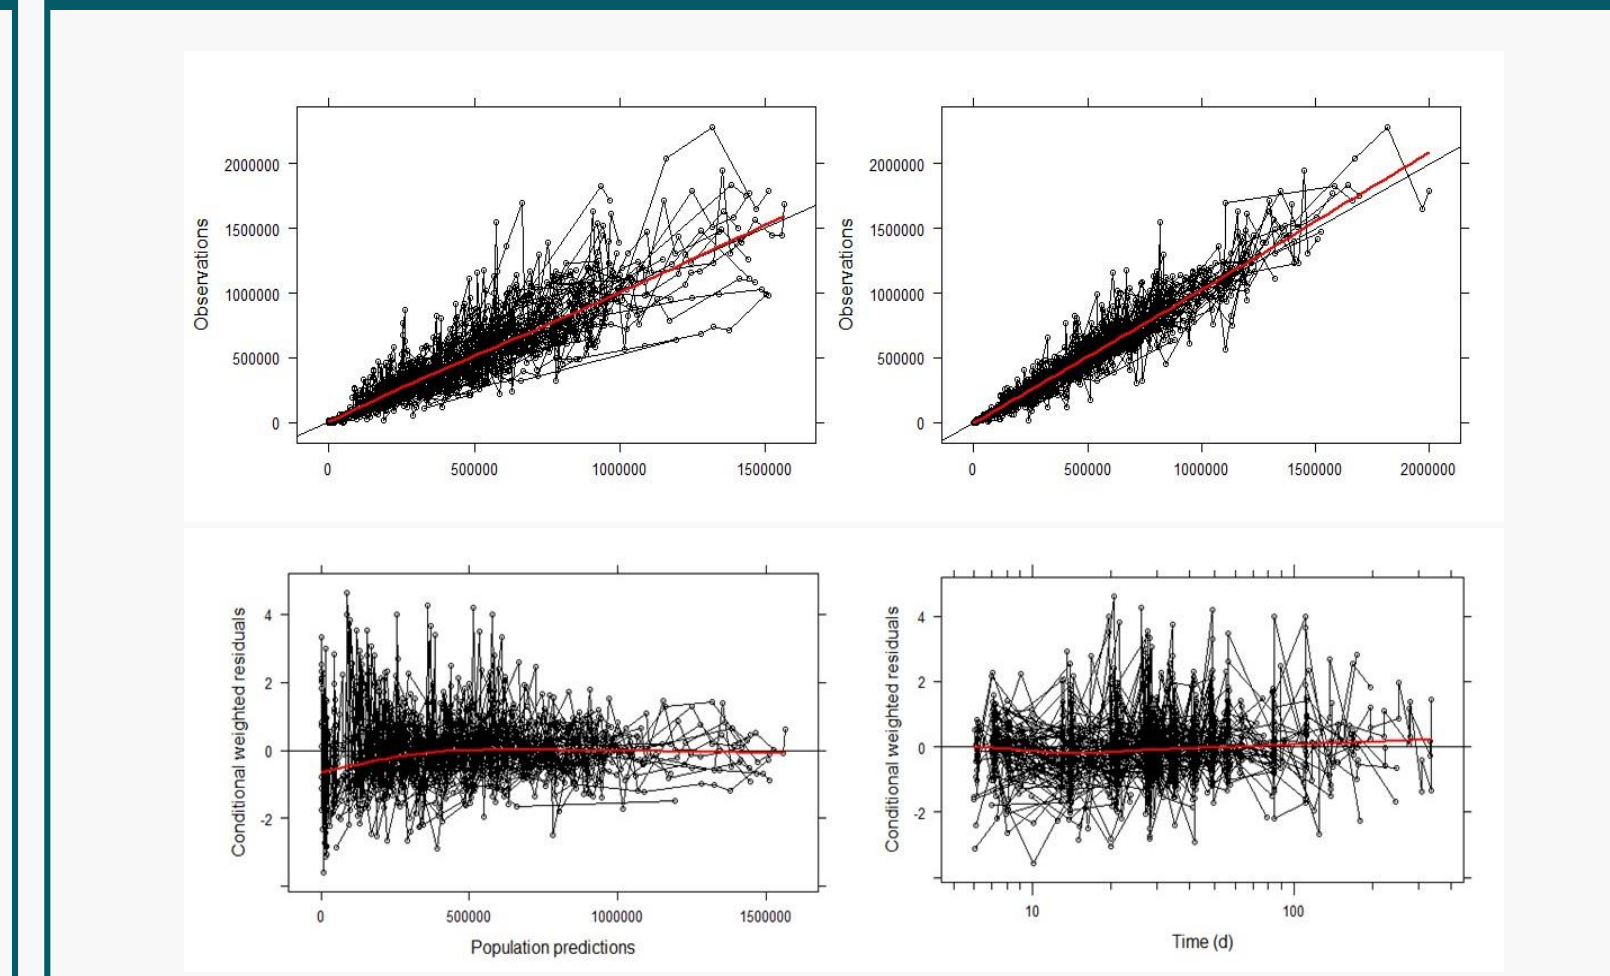 2000000
1500000
1000000
500000
0
Observations
0 500000 1000000 1500000
2000000
1500000
1000000
500000
0
Observations
0 500000 1000000 1500000 2000000
4
2
0
-2
Conditional weighted residuals
0 500000 1000000 1500000
Population predictions
4
2
0
-2
Conditional weighted residuals
10 100
Time (d)